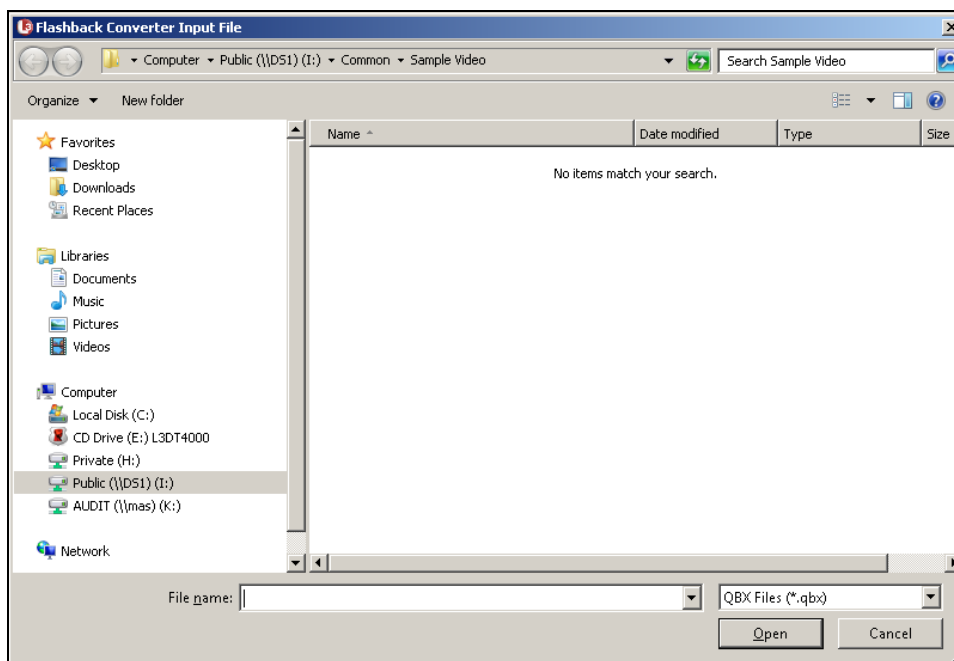 Flashback Converter Input File
Computer Public (\\DS1) (I:) Common Sample Video
Search Sample Video
Organize New folder
Favorites
Desktop
Downloads
Recent Places
Libraries
Documents
Music
Pictures
Videos
Computer
Local Disk (C:)
CD Drive (E:) L3DT4000
Private (H:)
Public (\\DS1) (I:)
AUDIT (\\mas) (K:)
Network
Name Date modified Type Size
No items match your search.
File name:
QBX Files (*.qbx)
Open Cancel